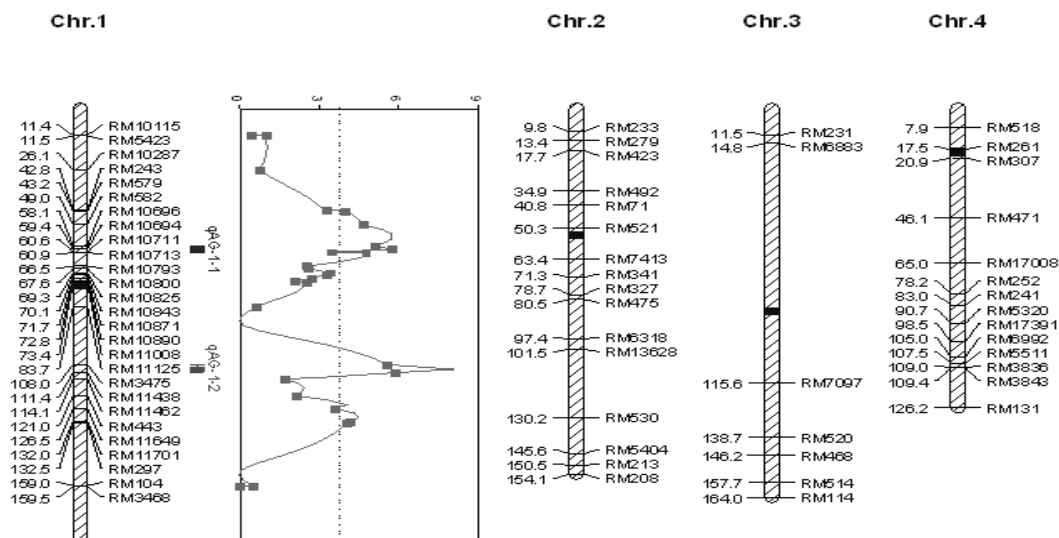 Chr.1
11.4 RM10115
11.5 RM5423
26.1 RM10287
42.8 RM243
43.2 RM579
49.0 RM582
58.1 RM10696
59.4 RM10694
60.6 RM10711
60.9 RM10713
66.5 RM10793
67.6 RM10800
69.3 RM10825
70.1 RM10843
71.7 RM10871
72.8 RM10890
73.4 RM11008
83.7 RM11125
108.0 RM3475
111.4 RM11438
114.1 RM11462
121.0 RM443
126.5 RM11649
132.0 RM11701
132.5 RM297
159.0 RM104
159.5 RM3468
qAG-1-1
qAG-1-2
0 3 6 9
Chr.2
9.8 RM233
13.4 RM279
17.7 RM423
34.9 RM492
40.8 RM71
50.3 RM521
63.4 RM7413
71.3 RM341
78.7 RM327
80.5 RM475
97.4 RM6318
101.5 RM13628
130.2 RM530
145.6 RM5404
150.5 RM213
154.1 RM208
Chr.3
11.5 RM231
14.8 RM6883
115.6 RM7097
138.7 RM520
146.2 RM468
157.7 RM514
164.0 RM114
Chr.4
7.9 RM518
17.5 RM261
20.9 RM307
46.1 RM471
65.0 RM17008
78.2 RM252
83.0 RM241
90.7 RM5320
98.5 RM17391
105.0 RM6992
107.5 RM5511
109.0 RM3836
109.4 RM3843
126.2 RM131